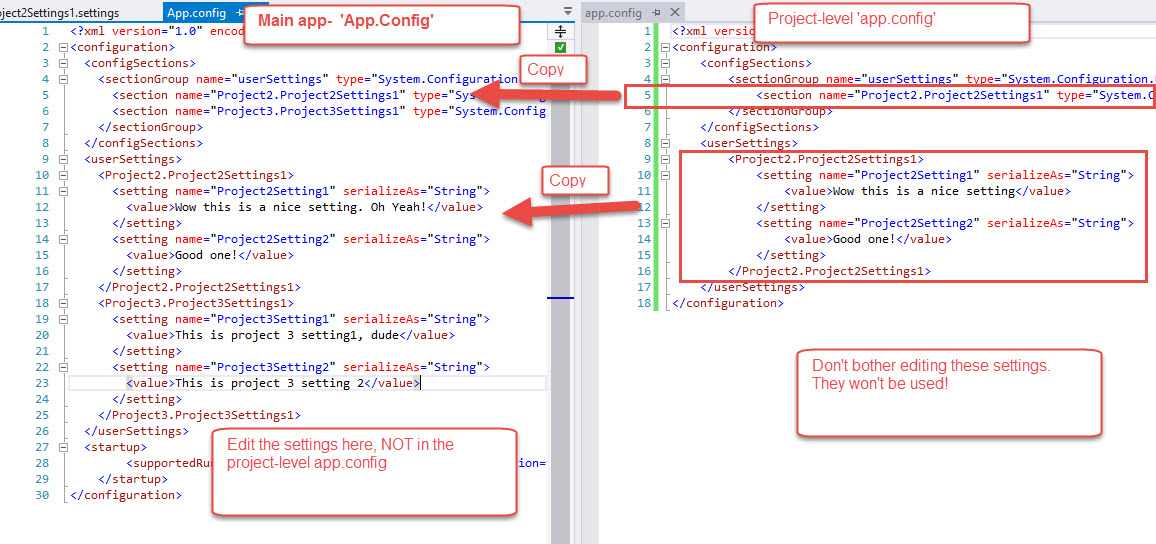 oject2Settings1.settings
App.config
Main app-  'App.Config'
1 <?xml version="1.0" encod
2 <configuration>
3 <configSections>
4 <sectionGroup name="userSettings" type="System.Configuration.
5 <section name="Project2.Project2Settings1" type="Sys
6 <section name="Project3.Project3Settings1" type="System.Config
7 </sectionGroup>
8 </configSections>
9 <userSettings>
10 <Project2.Project2Settings1>
11 <setting name="Project2Setting1" serializeAs="String">
12 <value>Wow this is a nice setting. Oh Yeah!</value>
13 </setting>
14 <setting name="Project2Setting2" serializeAs="String">
15 <value>Good one!</value>
16 </setting>
17 </Project2.Project2Settings1>
18 <Project3.Project3Settings1>
19 <setting name="Project3Setting1" serializeAs="String">
20 <value>This is project 3 setting1, dude</value>
21 </setting>
22 <setting name="Project3Setting2" serializeAs="String">
23 <value>This is project 3 setting 2</value>
24 </setting>
25 </Project3.Project3Settings1>
26 </userSettings>
27 <startup>
28 <supportedRu
ion=
29 </startup>
30 </configuration>
Edit the settings here, NOT in the
project-level app.config
Copy
Copy
app.config
Project-level 'app.config'
1 <?xml versio
2 <configuration>
3 <configSections>
4 <sectionGroup name="userSettings" type="System.Configuration.
5 <section name="Project2.Project2Settings1" type="System.C
6 </sectionGroup>
7 </configSections>
8 <userSettings>
9 <Project2.Project2Settings1>
10 <setting name="Project2Setting1" serializeAs="String">
11 <value>Wow this is a nice setting</value>
12 </setting>
13 <setting name="Project2Setting2" serializeAs="String">
14 <value>Good one!</value>
15 </setting>
16 </Project2.Project2Settings1>
17 </userSettings>
18 </configuration>
Don't bother editing these settings.
They won't be used!